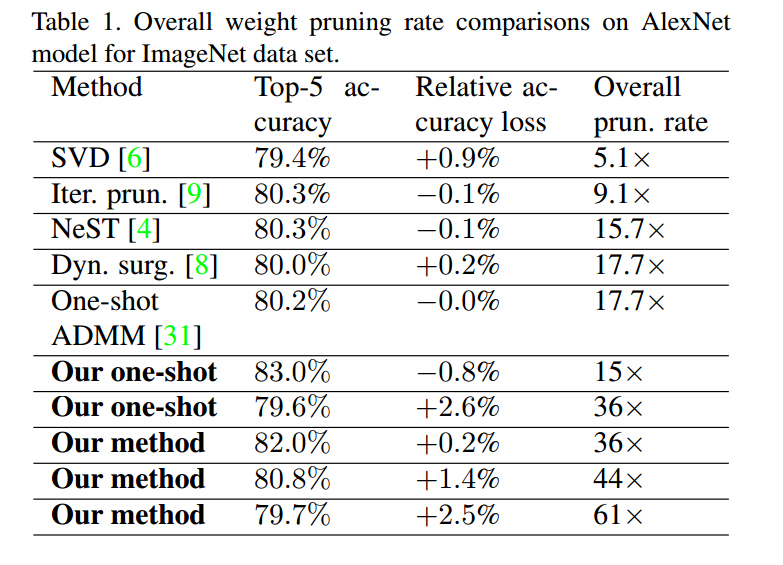 Table 1. Overall weight pruning rate comparisons on AlexNet
model for ImageNet data set.
Method Top-5 ac- Relative ac- Overall
curacy curacy loss prun. rate
SVD [6] 79.4% +0.9% 5.1×
Iter. prun. [9] 80.3% −0.1% 9.1×
NeST [4] 80.3% −0.1% 15.7×
Dyn. surg. [8] 80.0% +0.2% 17.7×
One-shot 80.2% −0.0% 17.7×
ADMM [31]
Our one-shot 83.0% −0.8% 15×
Our one-shot 79.6% +2.6% 36×
Our method 82.0% +0.2% 36×
Our method 80.8% +1.4% 44×
Our method 79.7% +2.5% 61×